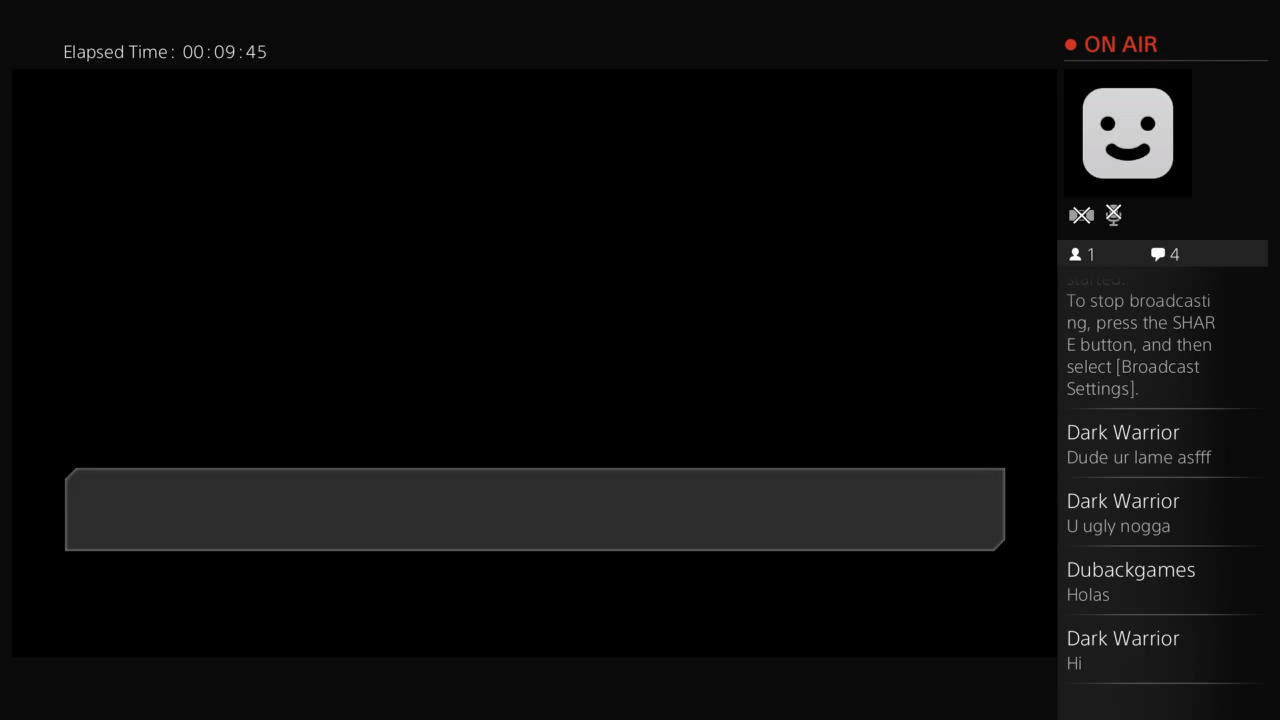 Elapsed Time: 00:09:45
ON AIR
1 4
started.
To stop broadcasti
ng, press the SHAR
E button, and then
select [Broadcast
Settings].
Dark Warrior
Dude ur lame asfff
Dark Warrior
U ugly nogga
Dubackgames
Holas
Dark Warrior
Hi